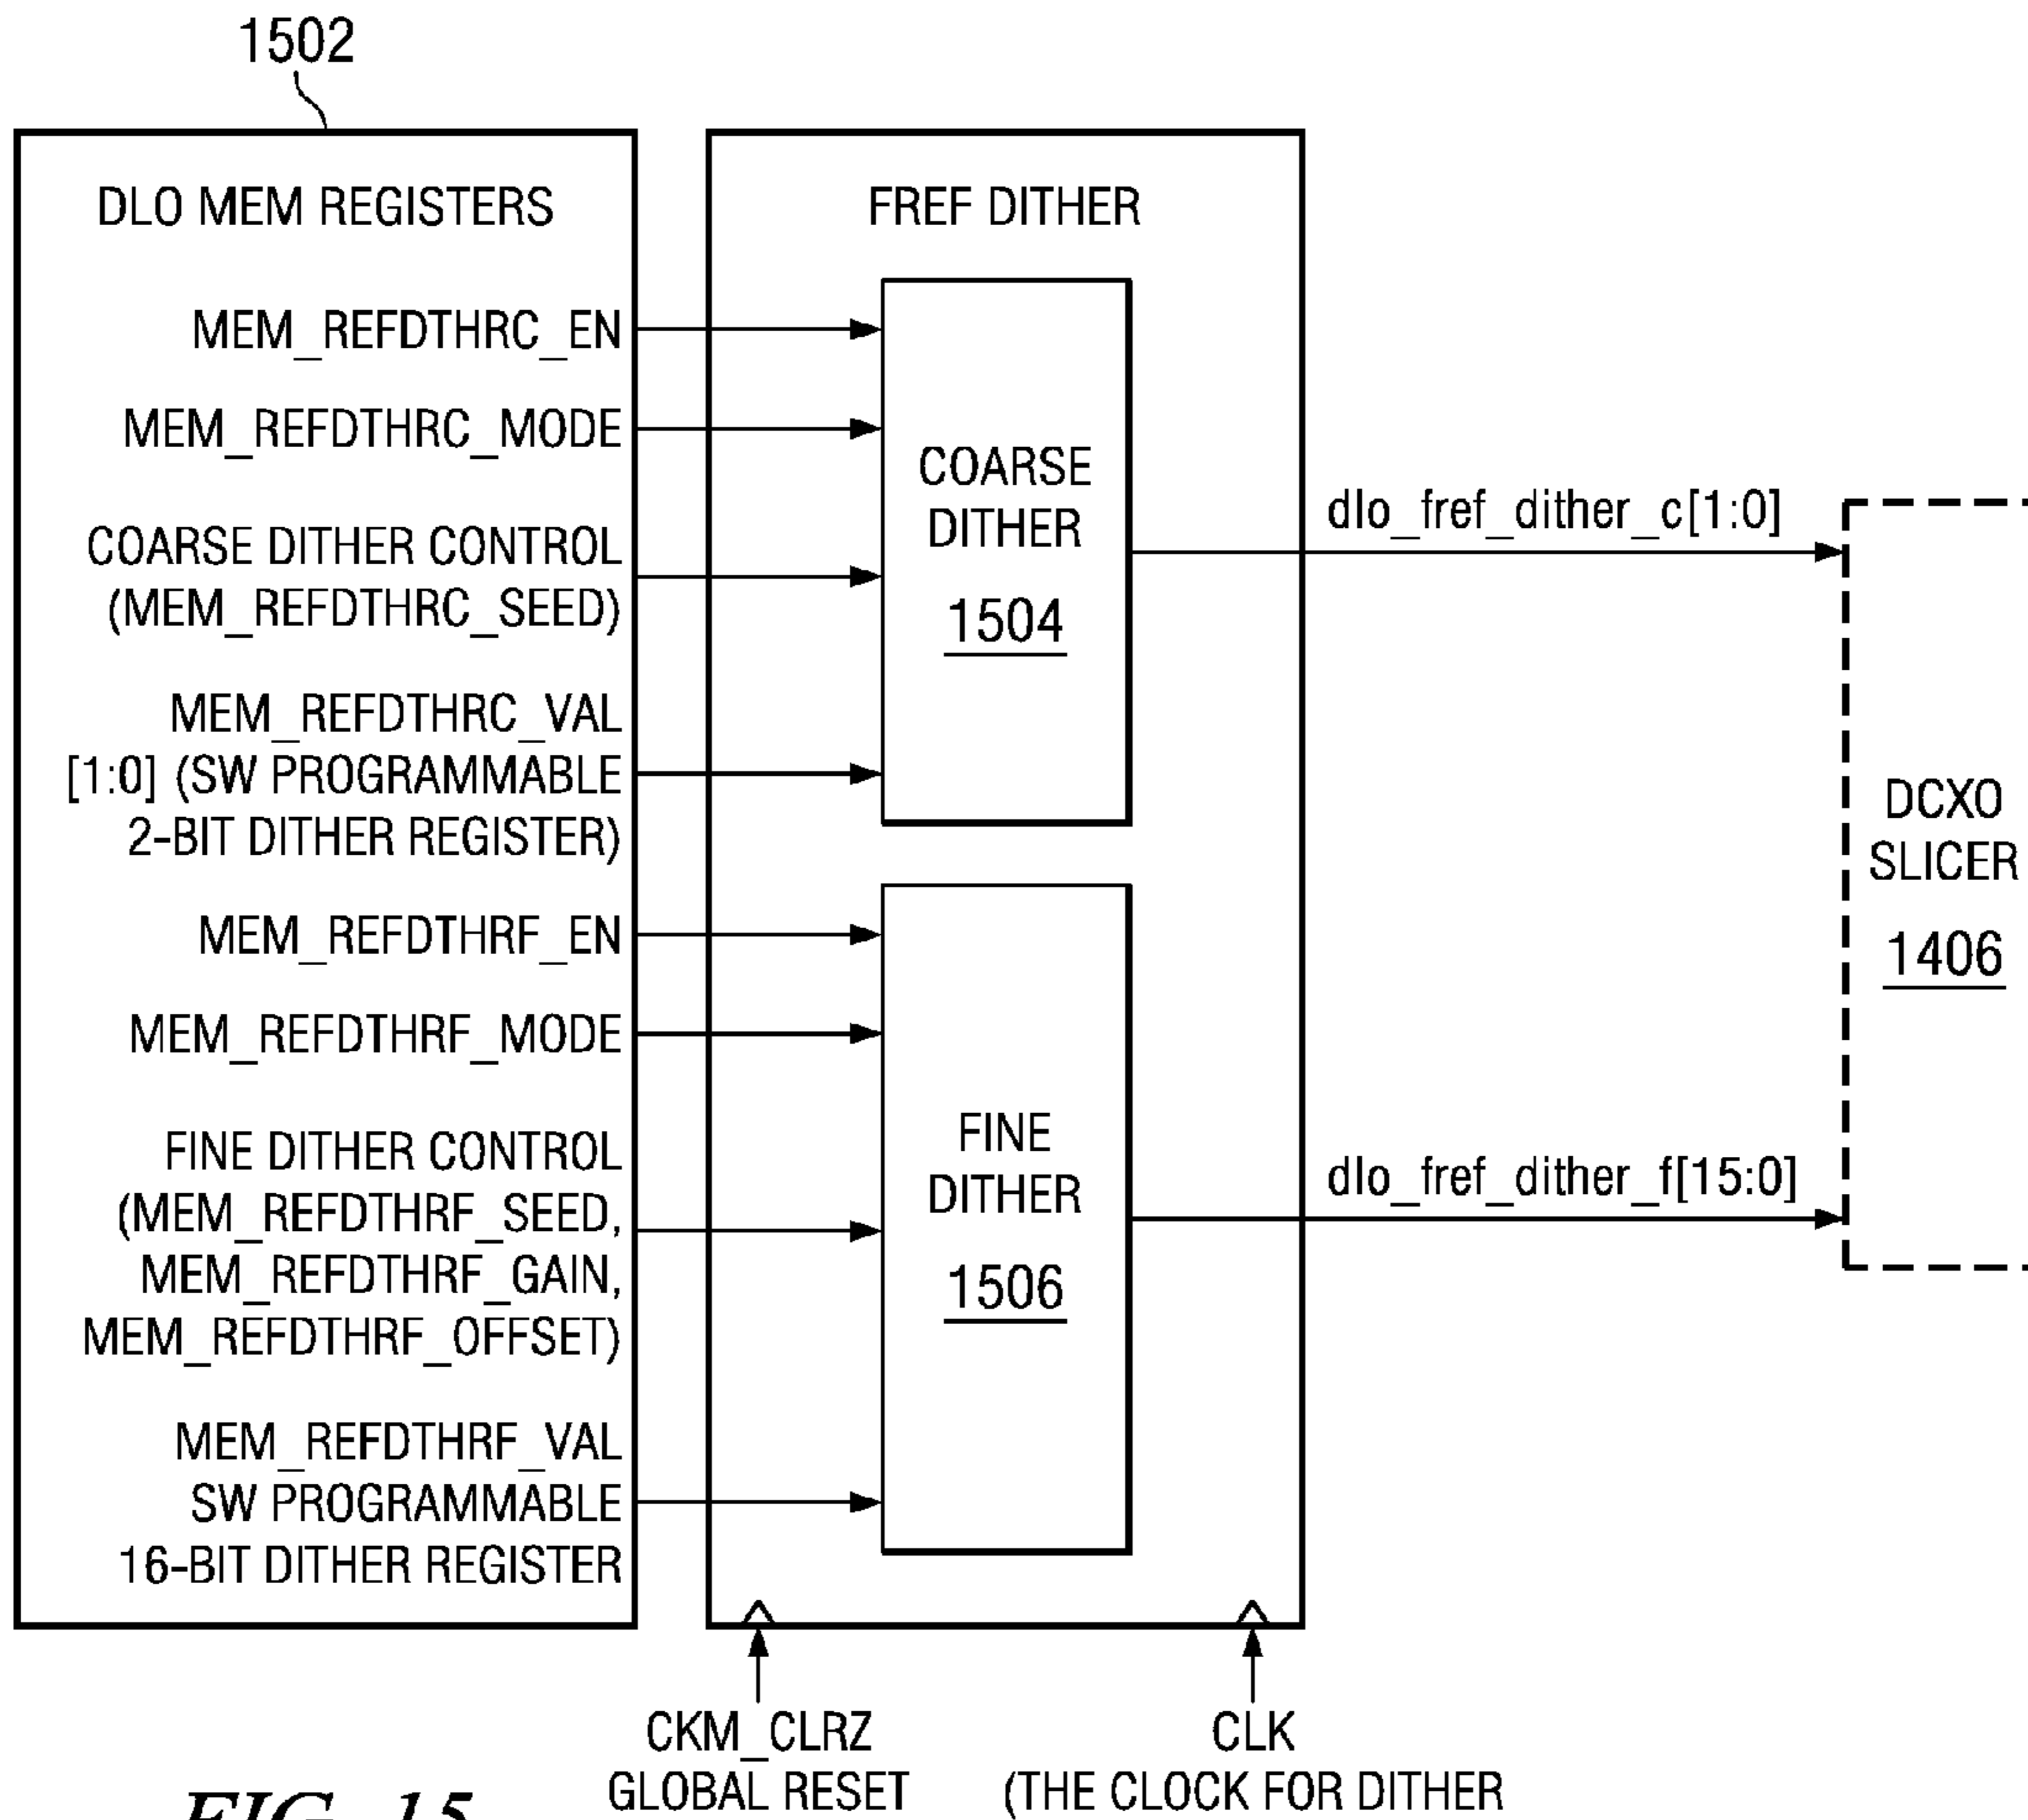 1502
DLO MEM REGISTERS
MEM_REFDTHRC_EN
MEM_REFDTHRC_MODE
COARSE DITHER CONTROL
(MEM_REFDTHRC_SEED)
MEM_REFDTHRC_VAL
[1:0] (SW PROGRAMMABLE
2-BIT DITHER REGISTER)
MEM_REFDTHRF_EN
MEM_REFDTHRF_MODE
FINE DITHER CONTROL
(MEM_REFDTHRF_SEED,
MEM_REFDTHRF_GAIN,
MEM_REFDTHRF_OFFSET)
MEM_REFDTHRF_VAL
SW PROGRAMMABLE
16-BIT DITHER REGISTER
FREF DITHER
COARSE
DITHER
1504
FINE
DITHER
1506
dlo_fref_dither_c[1:0]
dlo_fref_dither_f[15:0]
DCXO
SLICER
1406
CKM_CLRZ
GLOBAL RESET
CLK
(THE CLOCK FOR DITHER
FIG. 15